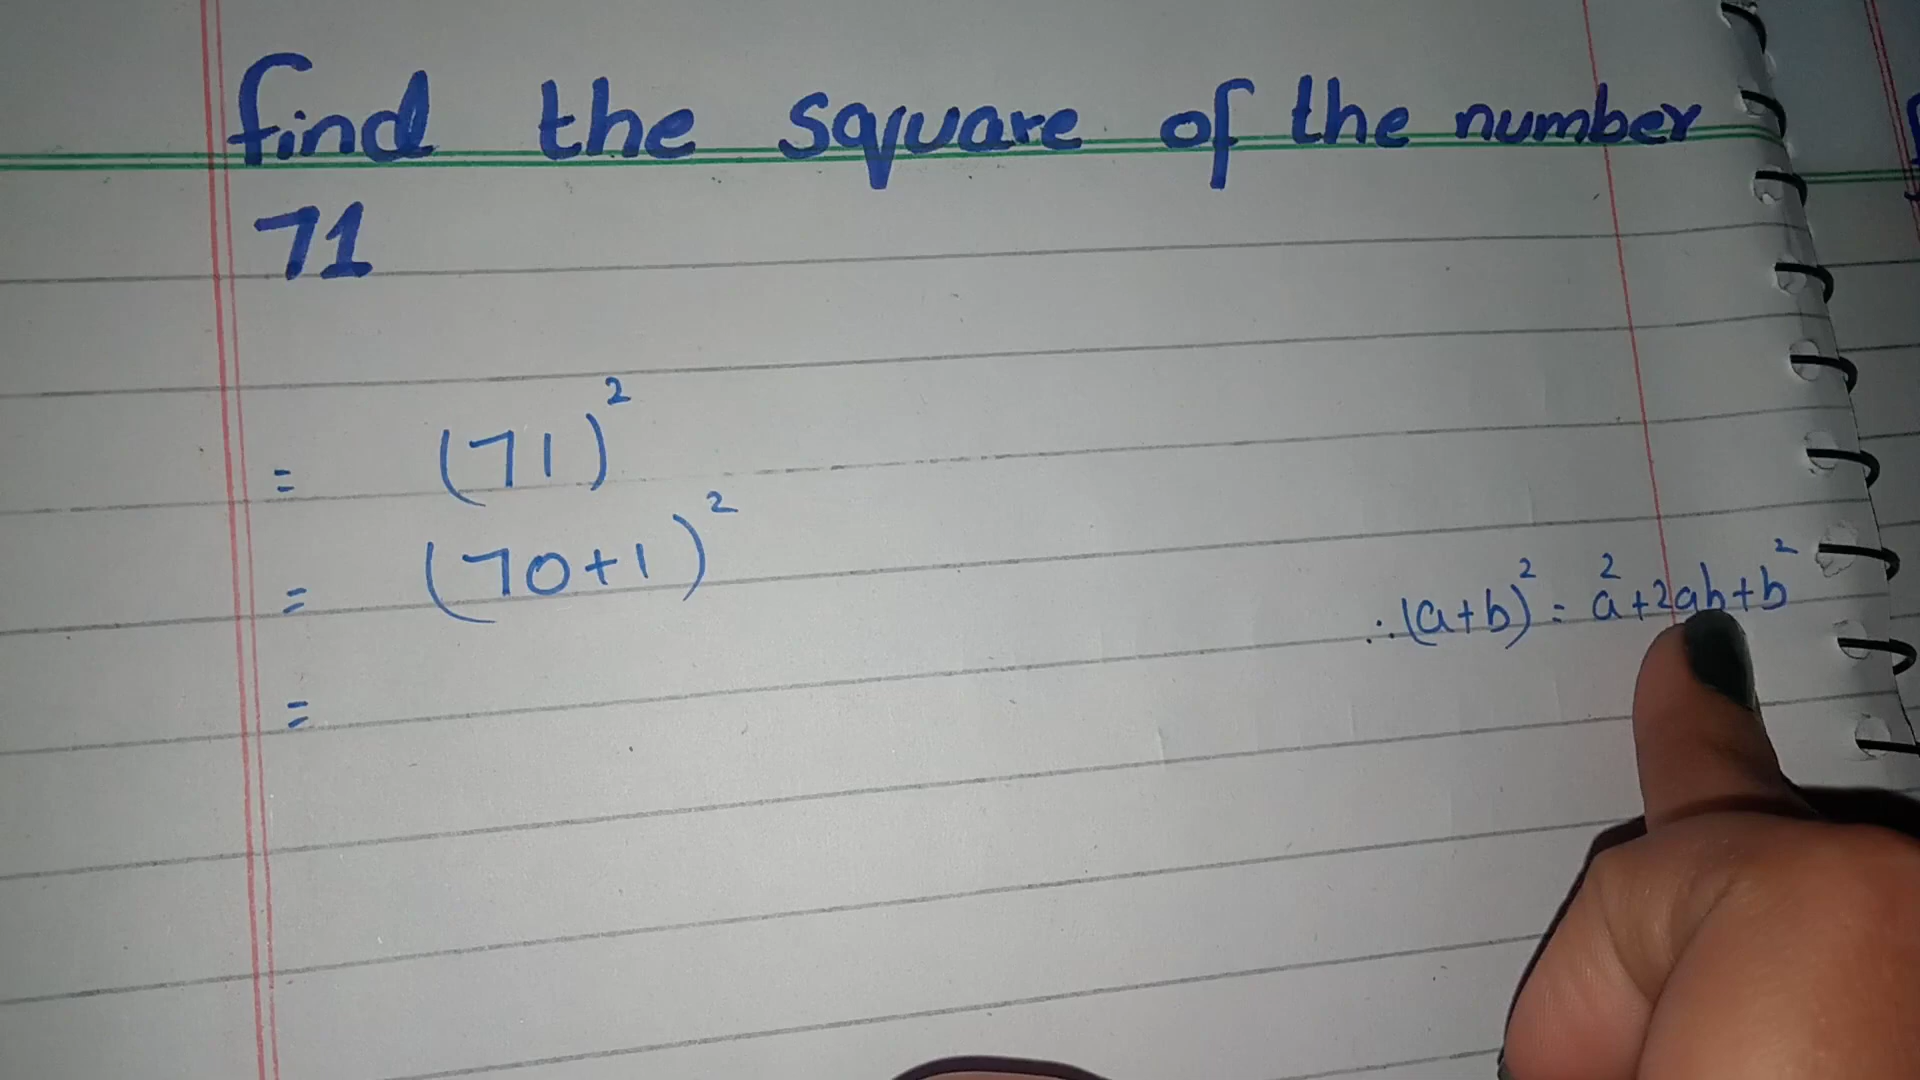 find the square of the number
71
= (71)²
= (70+1)²
∴ (a+b)² = a²+2ab+b²
=